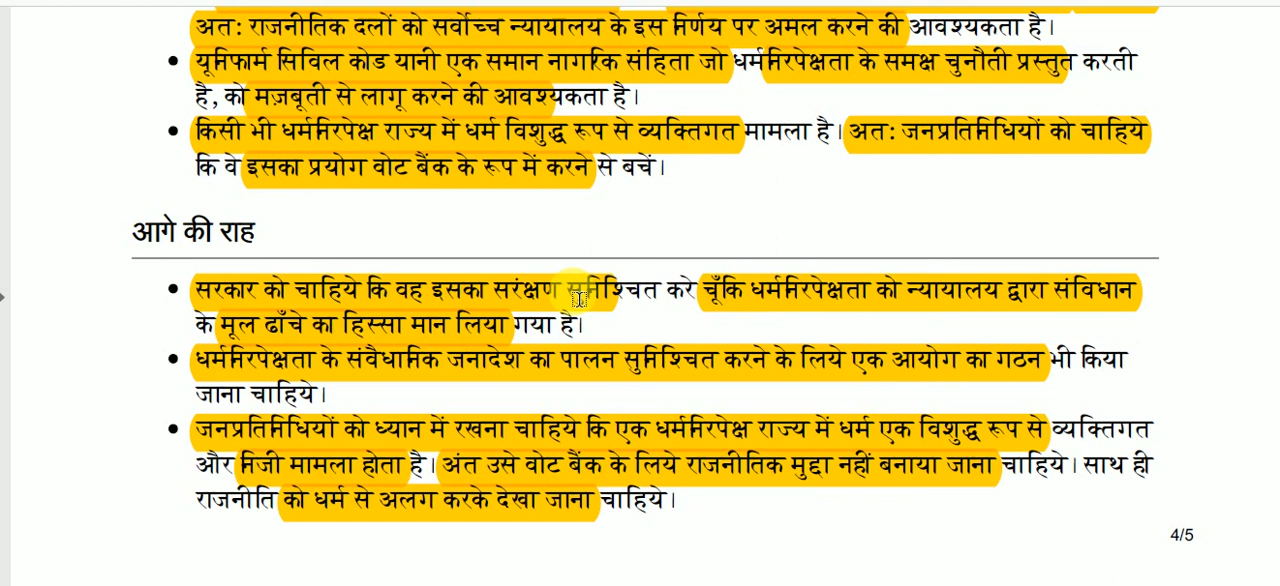 अतः राजनीतिक दलों को सर्वोच्च न्यायालय के इस निर्णय पर अमल करने की आवश्यकता है।
• यूनिफार्म सिविल कोड यानी एक समान नागरिक संहिता जो धर्मनिरपेक्षता के समक्ष चुनौती प्रस्तुत करती
है, को मज़बूती से लागू करने की आवश्यकता है।
• किसी भी धर्मनिरपेक्ष राज्य में धर्म विशुद्ध रूप से व्यक्तिगत मामला है। अतः जनप्रतिनिधियों को चाहिये
कि वे इसका प्रयोग वोट बैंक के रूप में करने से बचें।
आगे की राह
• सरकार को चाहिये कि वह इसका सरंक्षण सुनिश्चित करे चूँकि धर्मनिरपेक्षता को न्यायालय द्वारा संविधान
के मूल ढाँचे का हिस्सा मान लिया गया है।
• धर्मनिरपेक्षता के संवैधानिक जनादेश का पालन सुनिश्चित करने के लिये एक आयोग का गठन भी किया
जाना चाहिये।
• जनप्रतिनिधियों को ध्यान में रखना चाहिये कि एक धर्मनिरपेक्ष राज्य में धर्म एक विशुद्ध रूप से व्यक्तिगत
और निजी मामला होता है। अंत उसे वोट बैंक के लिये राजनीतिक मुद्दा नहीं बनाया जाना चाहिये। साथ ही
राजनीति को धर्म से अलग करके देखा जाना चाहिये।
4/5